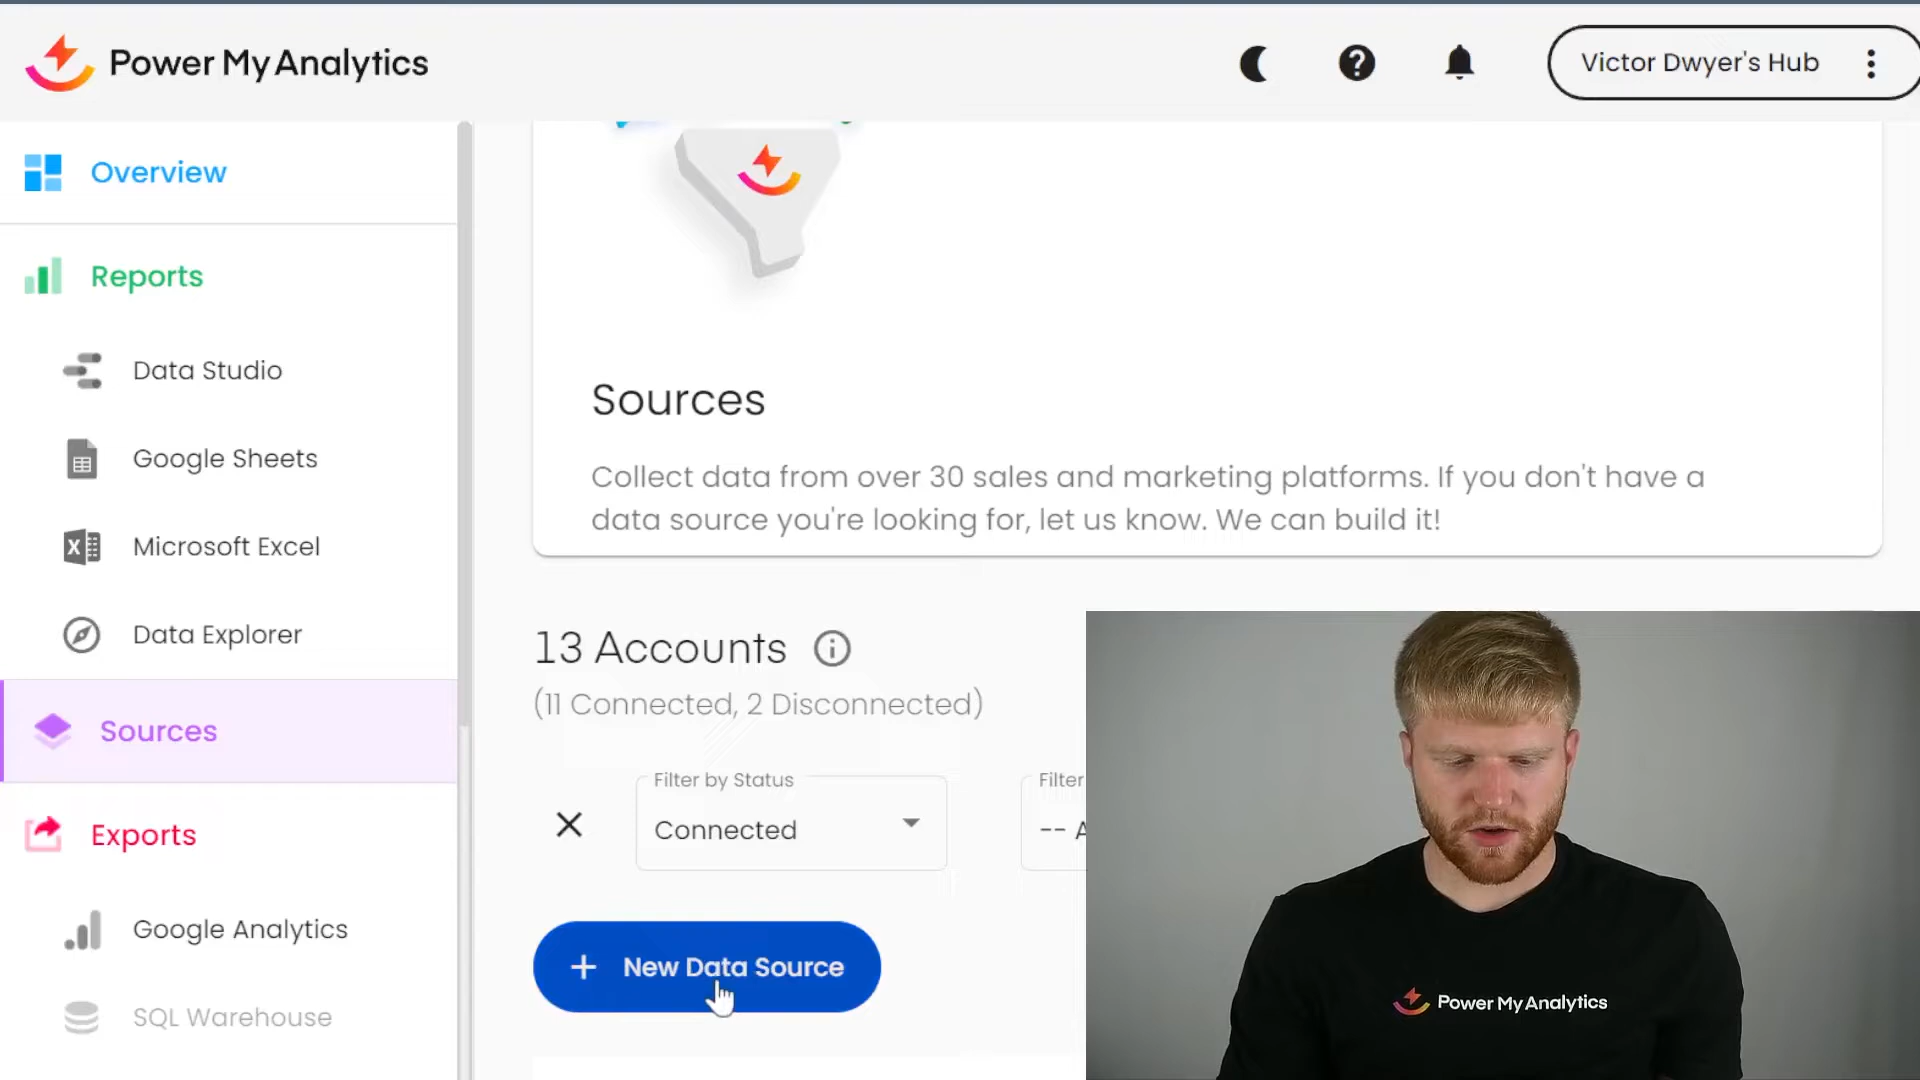 Power My Analytics
Victor Dwyer's Hub
Overview
Reports
Data Studio
Google Sheets
Microsoft Excel
Data Explorer
Sources
Exports
Google Analytics
SQL Warehouse
Sources
Collect data from over 30 sales and marketing platforms. If you don't have a
data source you're looking for, let us know. We can build it!
13 Accounts
(11 Connected, 2 Disconnected)
Filter by Status
Connected
Filter
-- A
+ New Data Source
Power My Analytics